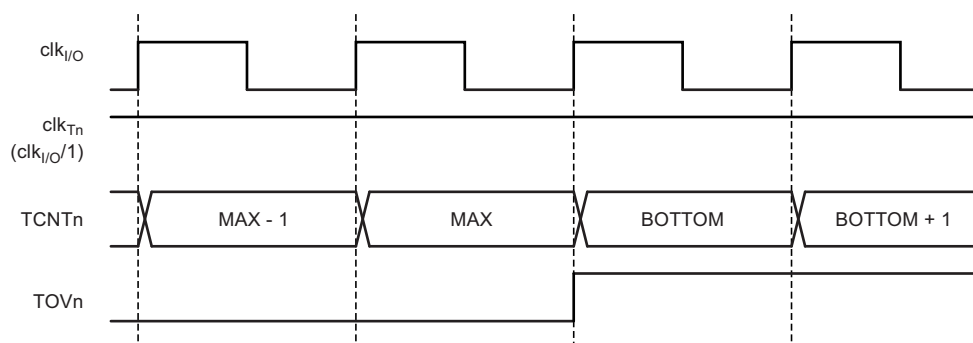 clkI/O
clkTn
(clkI/O/1)
TCNTn MAX - 1 MAX BOTTOM BOTTOM + 1
TOVn